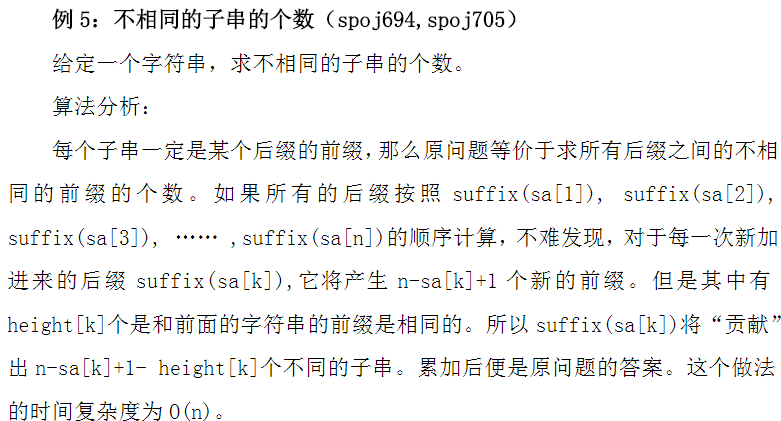 例 5：不相同的子串的个数（spoj694,spoj705）
给定一个字符串，求不相同的子串的个数。
算法分析：
每个子串一定是某个后缀的前缀，那么原问题等价于求所有后缀之间的不相
同的前缀的个数。如果所有的后缀按照 suffix(sa[1]), suffix(sa[2]),
suffix(sa[3]), …… ,suffix(sa[n])的顺序计算，不难发现，对于每一次新加
进来的后缀 suffix(sa[k]),它将产生 n-sa[k]+1 个新的前缀。但是其中有
height[k]个是和前面的字符串的前缀是相同的。所以 suffix(sa[k])将“贡献”
出 n-sa[k]+1- height[k]个不同的子串。累加后便是原问题的答案。这个做法
的时间复杂度为 O(n)。